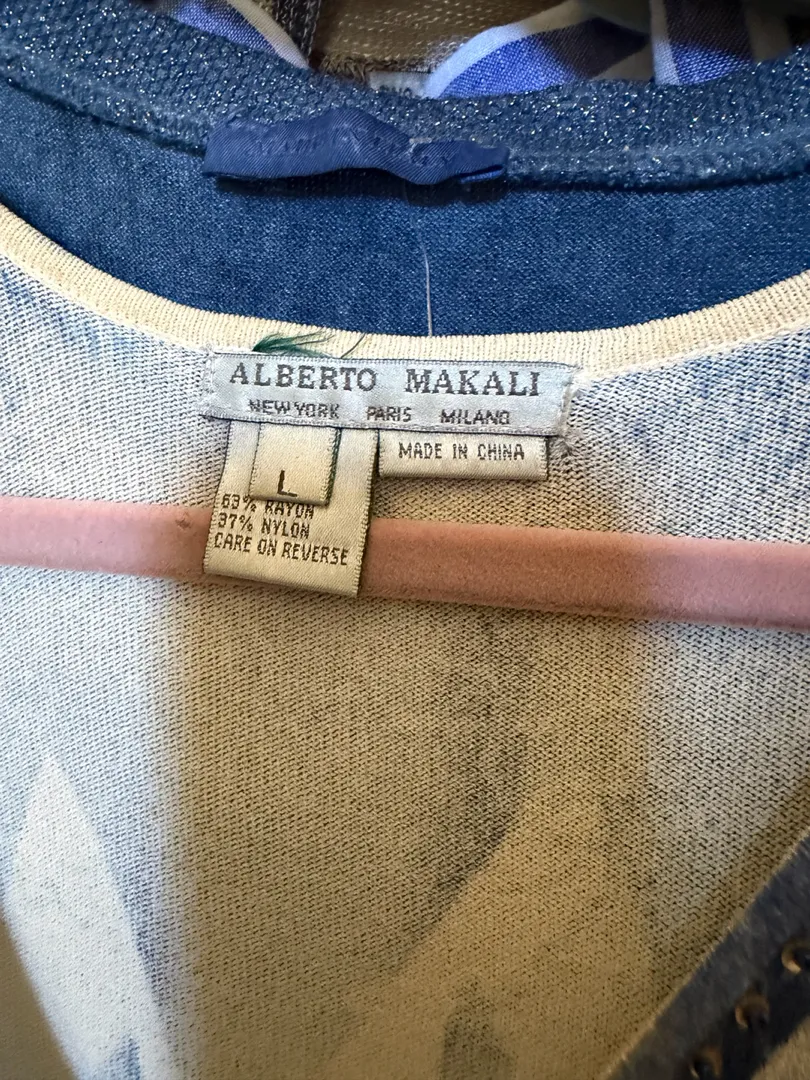 ALBERTO MAKALI
NEW YORK PARIS MILANO
MADE IN CHINA
L
63% RAYON
37% NYLON
CARE ON REVERSE